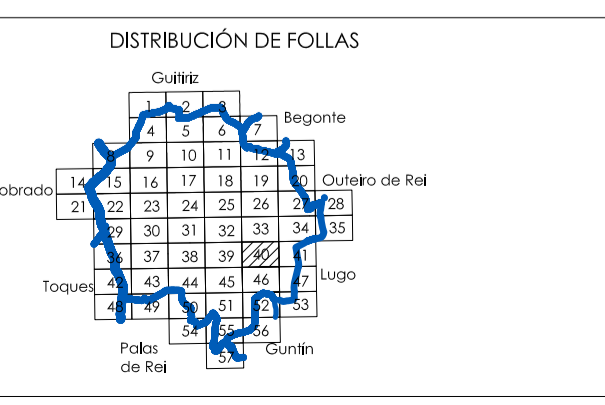 DISTRIBUCIÓN DE FOLLAS
Guitiriz
1 2 3
Begonte
4 5 6 7
8 9 10 11 12 13
obrado 14 15 16 17 18 19 20 Outeiro de Rei
21 22 23 24 25 26 27 28
29 30 31 32 33 34 35
36 37 38 39 40 41
Toques 42 43 44 45 46 47 Lugo
48 49 50 51 52 53
54 55 56
Palas
de Rei
57
Guntín